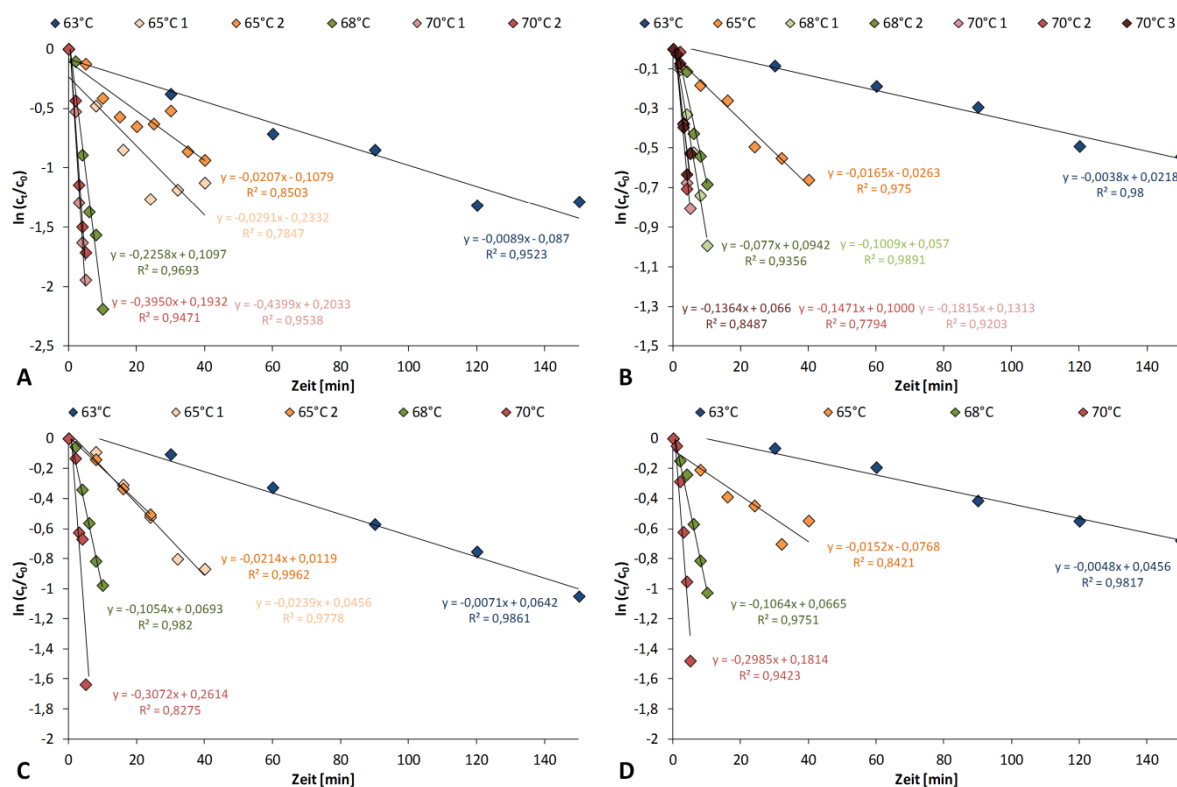 63°C 65°C 1 65°C 2 68°C 70°C 1 70°C 2
0
-0,5
-1
-1,5
-2
-2,5
ln (ct/c0)
y = -0,0207x - 0,1079
R² = 0,8503
y = -0,0291x - 0,2332
R² = 0,7847
y = -0,0089x - 0,087
R² = 0,9523
y = -0,2258x + 0,1097
R² = 0,9693
y = -0,3950x + 0,1932 y = -0,4399x + 0,2033
R² = 0,9471 R² = 0,9538
0 20 40 60 80 100 120 140
Zeit [min]
A
63°C 65°C 68°C 1 68°C 2 70°C 1 70°C 2 70°C 3
0
-0,1
-0,3
-0,5
-0,7
-0,9
-1,1
-1,3
-1,5
ln (ct/c0)
y = -0,0165x - 0,0263
R² = 0,975
y = -0,0038x + 0,0218
R² = 0,98
y = -0,077x + 0,0942 y = -0,1009x + 0,057
R² = 0,9356 R² = 0,9891
y = -0,1364x + 0,066 y = -0,1471x + 0,1000 y = -0,1815x + 0,1313
R² = 0,8487 R² = 0,7794 R² = 0,9203
0 20 40 60 80 100 120 140
Zeit [min]
B
63°C 65°C 1 65°C 2 68°C 70°C
0
-0,2
-0,4
-0,6
-0,8
-1
-1,2
-1,4
-1,6
-1,8
-2
ln (ct/c0)
y = -0,0214x + 0,0119
R² = 0,9962
y = -0,0239x + 0,0456
R² = 0,9778
y = -0,0071x + 0,0642
R² = 0,9861
y = -0,1054x + 0,0693
R² = 0,982
y = -0,3072x + 0,2614
R² = 0,8275
0 20 40 60 80 100 120 140
Zeit [min]
C
63°C 65°C 68°C 70°C
0
-0,2
-0,4
-0,6
-0,8
-1
-1,2
-1,4
-1,6
-1,8
-2
ln (ct/c0)
y = -0,0152x - 0,0768
R² = 0,8421
y = -0,0048x + 0,0456
R² = 0,9817
y = -0,1064x + 0,0665
R² = 0,9751
y = -0,2985x + 0,1814
R² = 0,9423
0 20 40 60 80 100 120 140
Zeit [min]
D